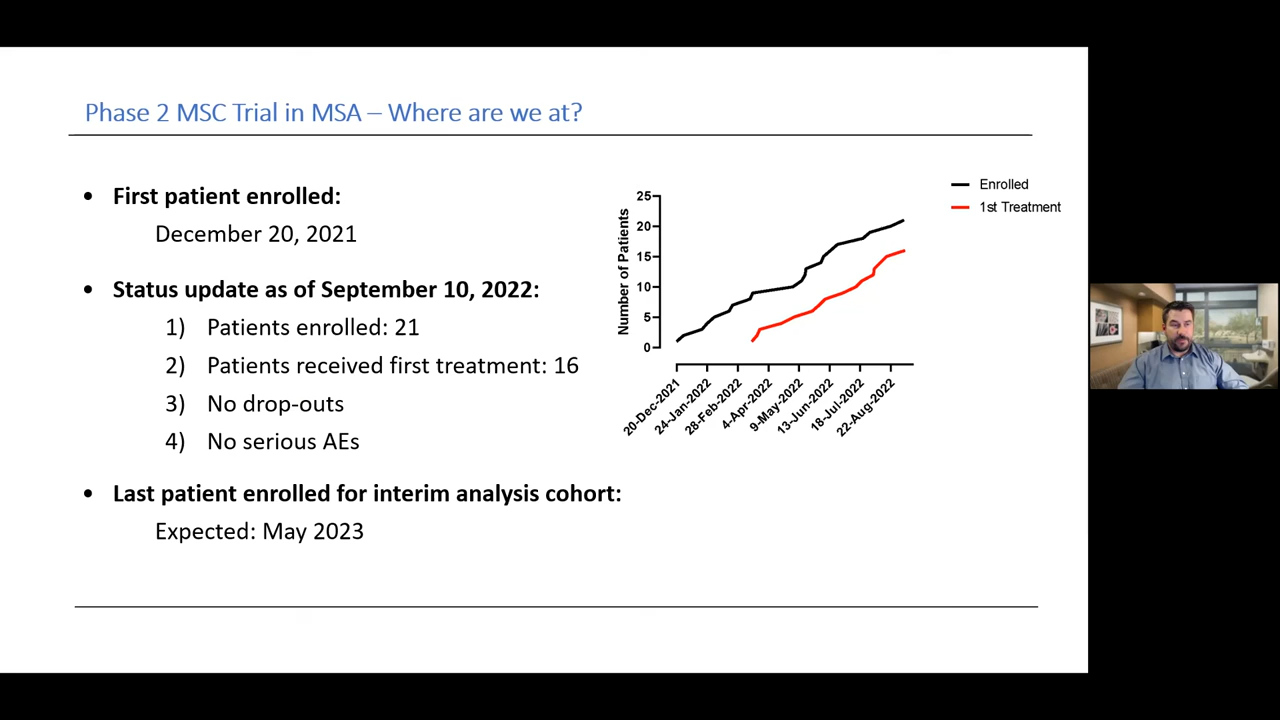 Phase 2 MSC Trial in MSA – Where are we at?
• First patient enrolled:
December 20, 2021
• Status update as of September 10, 2022:
1) Patients enrolled: 21
2) Patients received first treatment: 16
3) No drop-outs
4) No serious AEs
• Last patient enrolled for interim analysis cohort:
Expected: May 2023
Number of Patients
25
20
15
10
5
0
20-Dec-2021
24-Jan-2022
28-Feb-2022
4-Apr-2022
9-May-2022
13-Jun-2022
18-Jul-2022
22-Aug-2022
Enrolled
1st Treatment